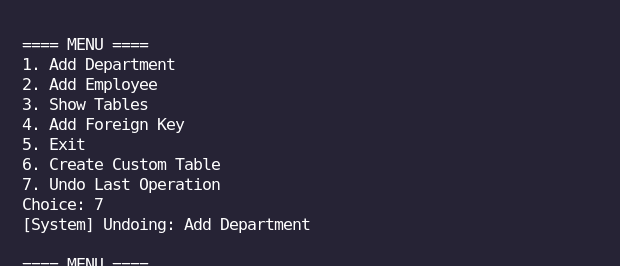 ==== MENU ====
1. Add Department
2. Add Employee
3. Show Tables
4. Add Foreign Key
5. Exit
6. Create Custom Table
7. Undo Last Operation
Choice: 7
[System] Undoing: Add Department
==== MENU ====